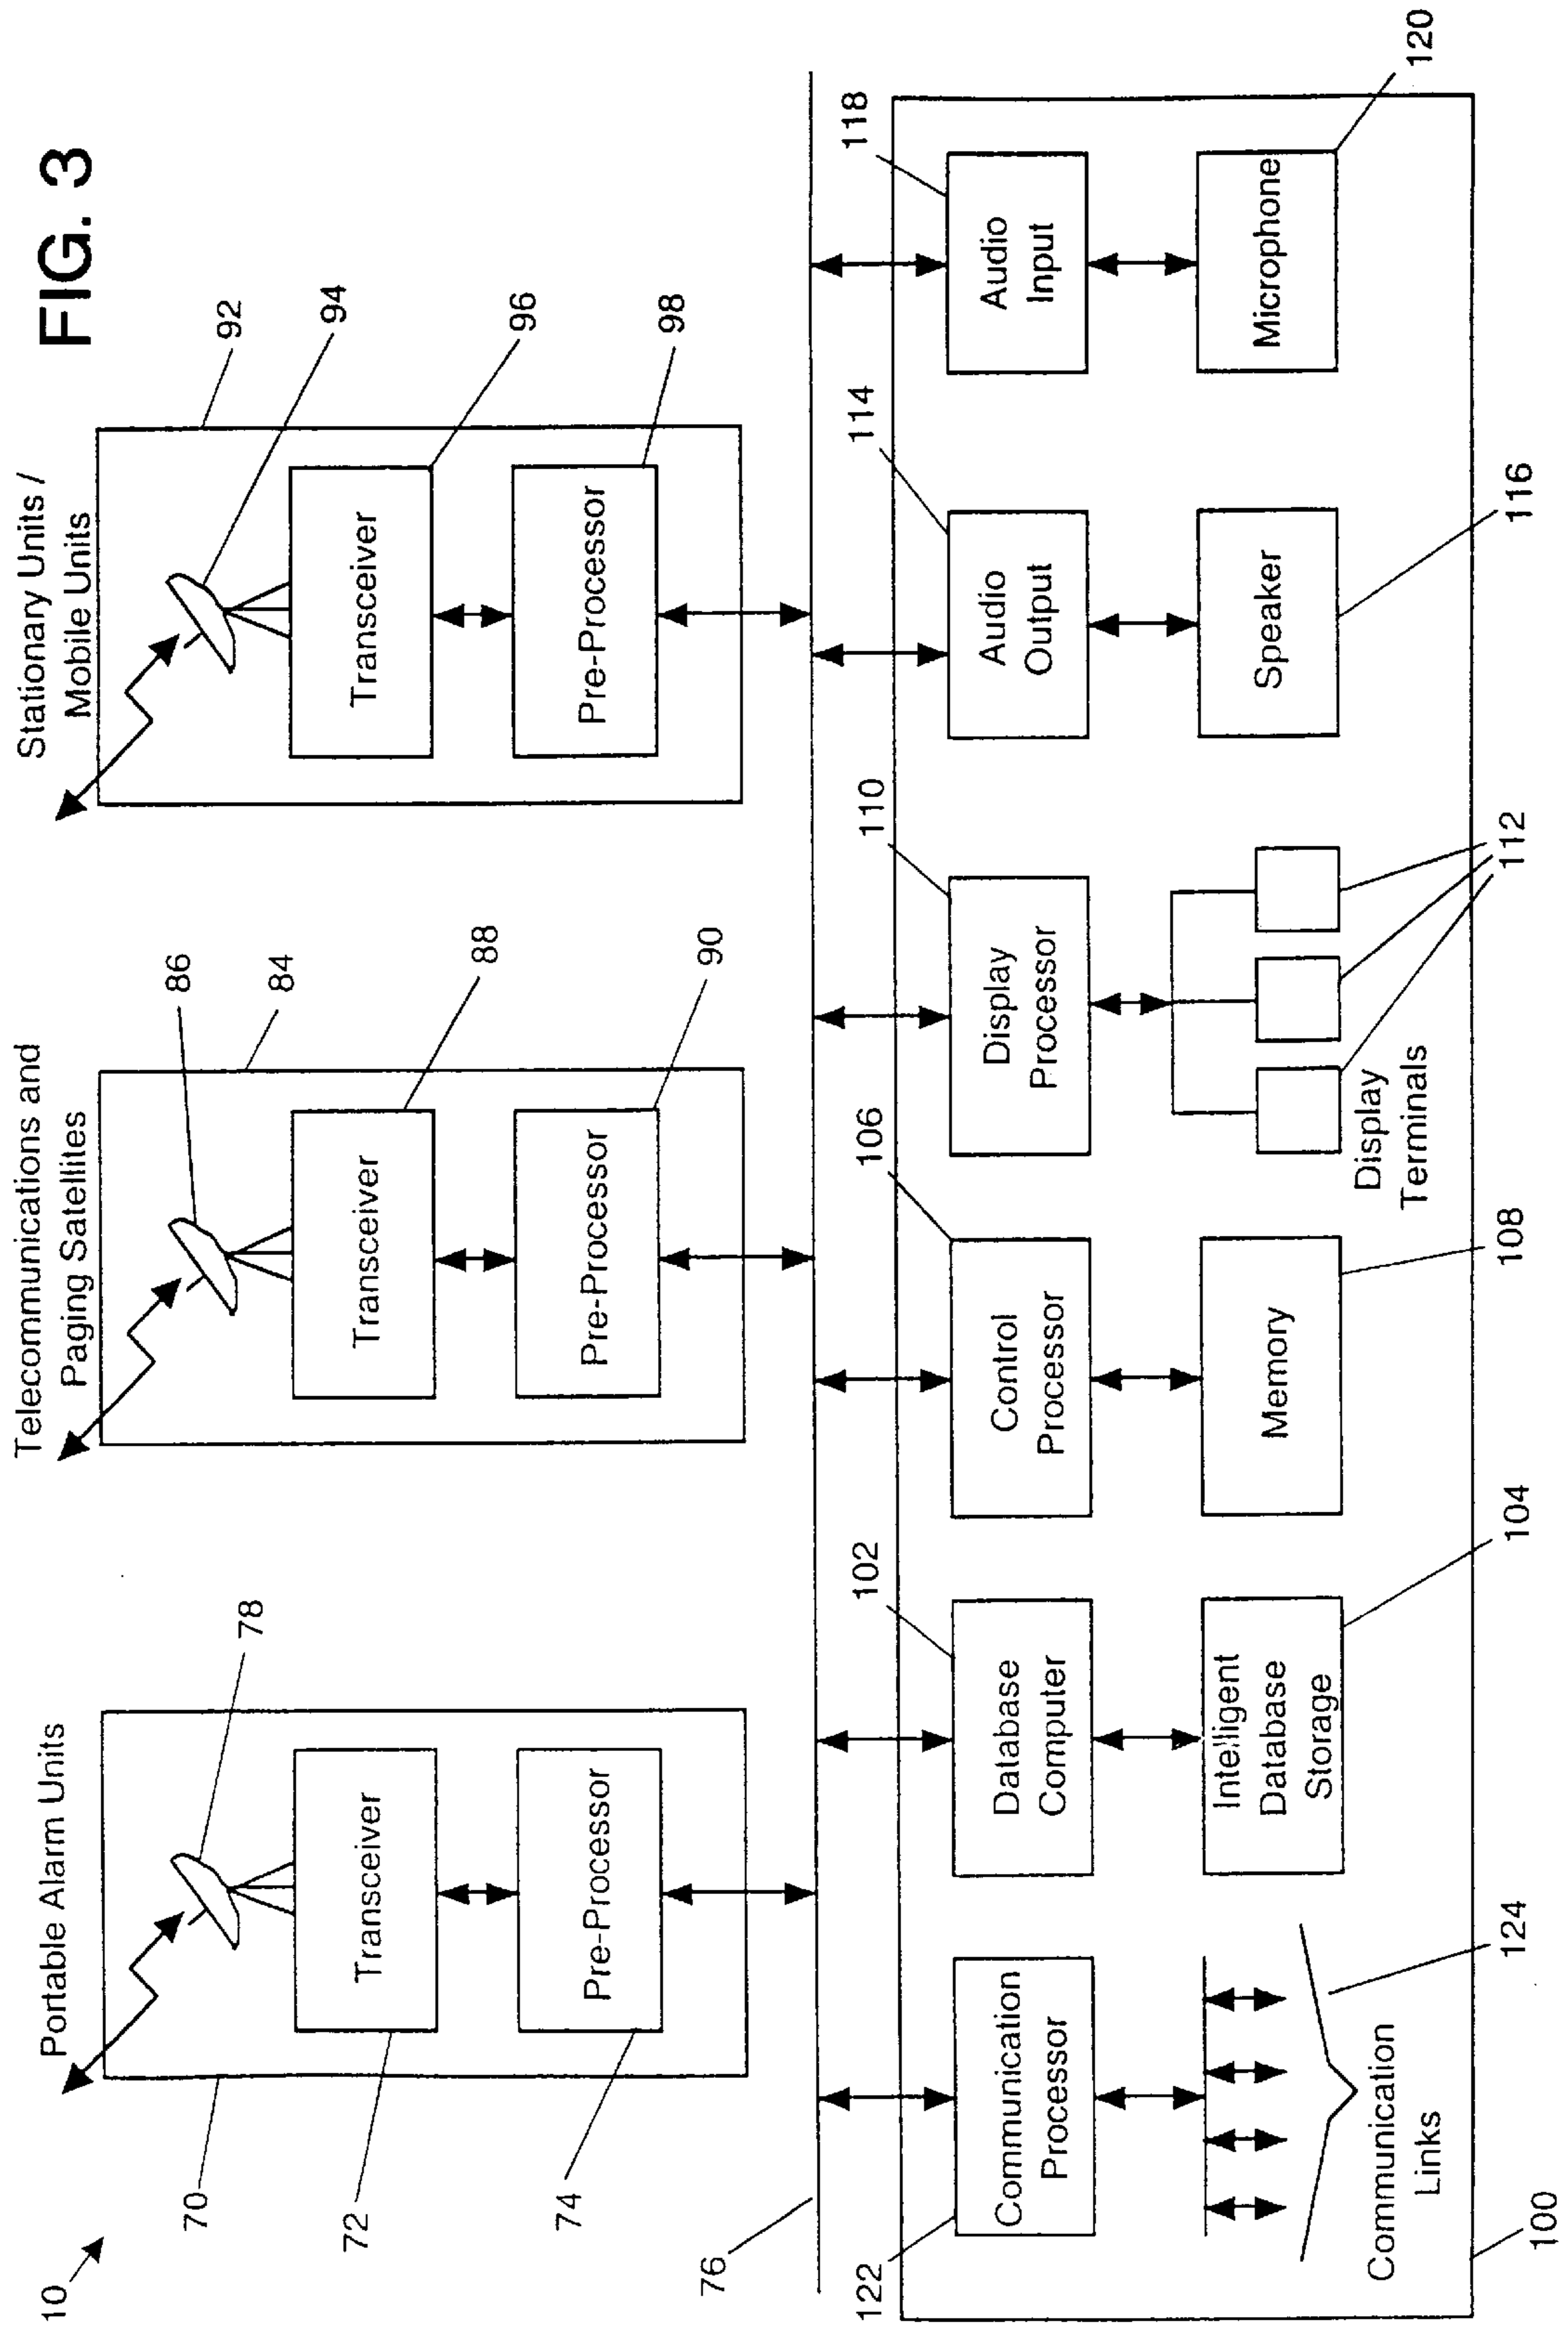 FIG. 3
10
Portable Alarm Units
70
78
Transceiver
72
Pre-Processor
74
Telecommunications and
Paging Satellites
86
84
Transceiver
88
Pre-Processor
90
Stationary Units /
Mobile Units
92
94
Transceiver
96
Pre-Processor
98
76
122
Communication
Processor
Communication
Links
124
102
Database
Computer
Intelligent
Database
Storage
104
106
Control
Processor
Memory
108
110
Display
Processor
Display
Terminals
112
114
Audio
Output
Speaker
116
118
Audio
Input
Microphone
120
100